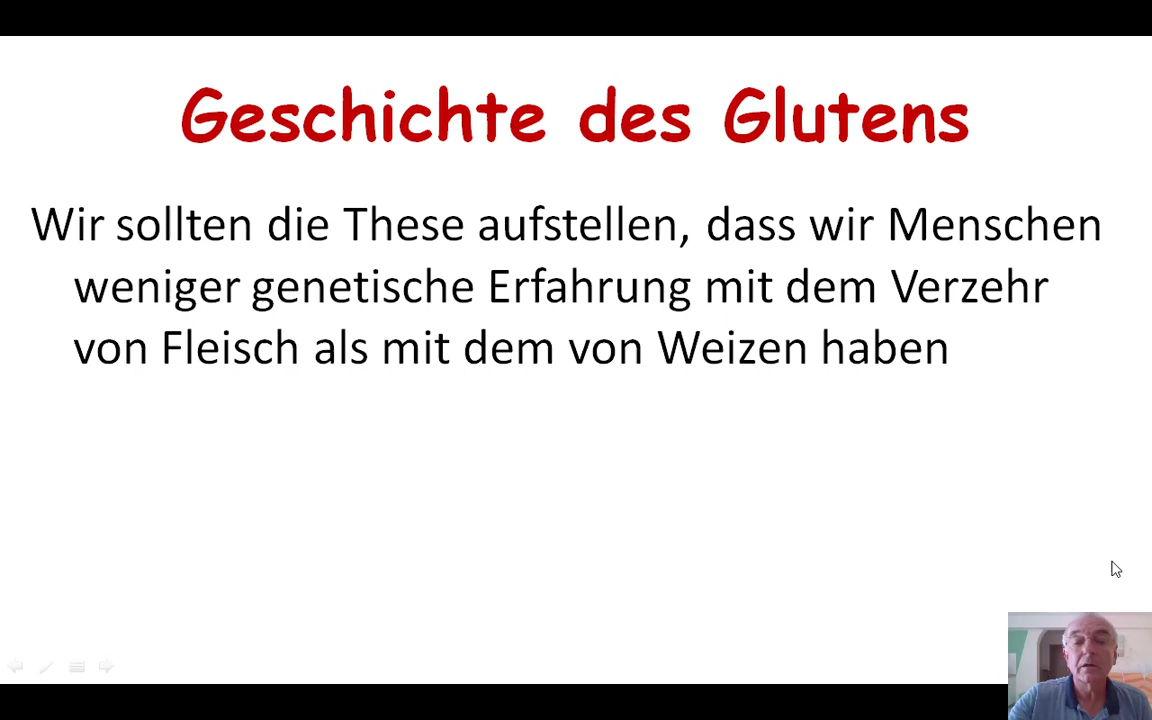 Geschichte des Glutens
Wir sollten die These aufstellen, dass wir Menschen
weniger genetische Erfahrung mit dem Verzehr
von Fleisch als mit dem von Weizen haben